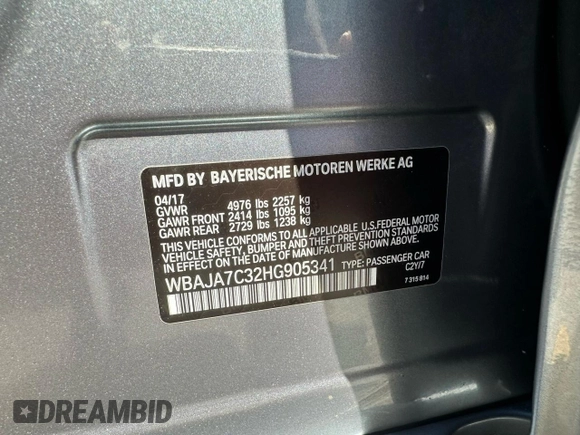 MFD BY BAYERISCHE MOTOREN WERKE AG
04/17
GVWR 4976 lbs 2257 kg
GAWR FRONT 2414 lbs 1095 kg
GAWR REAR 2729 lbs 1238 kg
THIS VEHICLE CONFORMS TO ALL APPLICABLE U.S.FEDERAL MOTOR
VEHICLE SAFETY, BUMPER AND THEFT PREVENTION STANDARDS
IN EFFECT ON THE DATE OF MANUFACTURE SHOWN ABOVE.
WBAJA7C32HG905341 TYPE: PASSENGER CAR
C2Y/7
7 315 814
DREAMBID